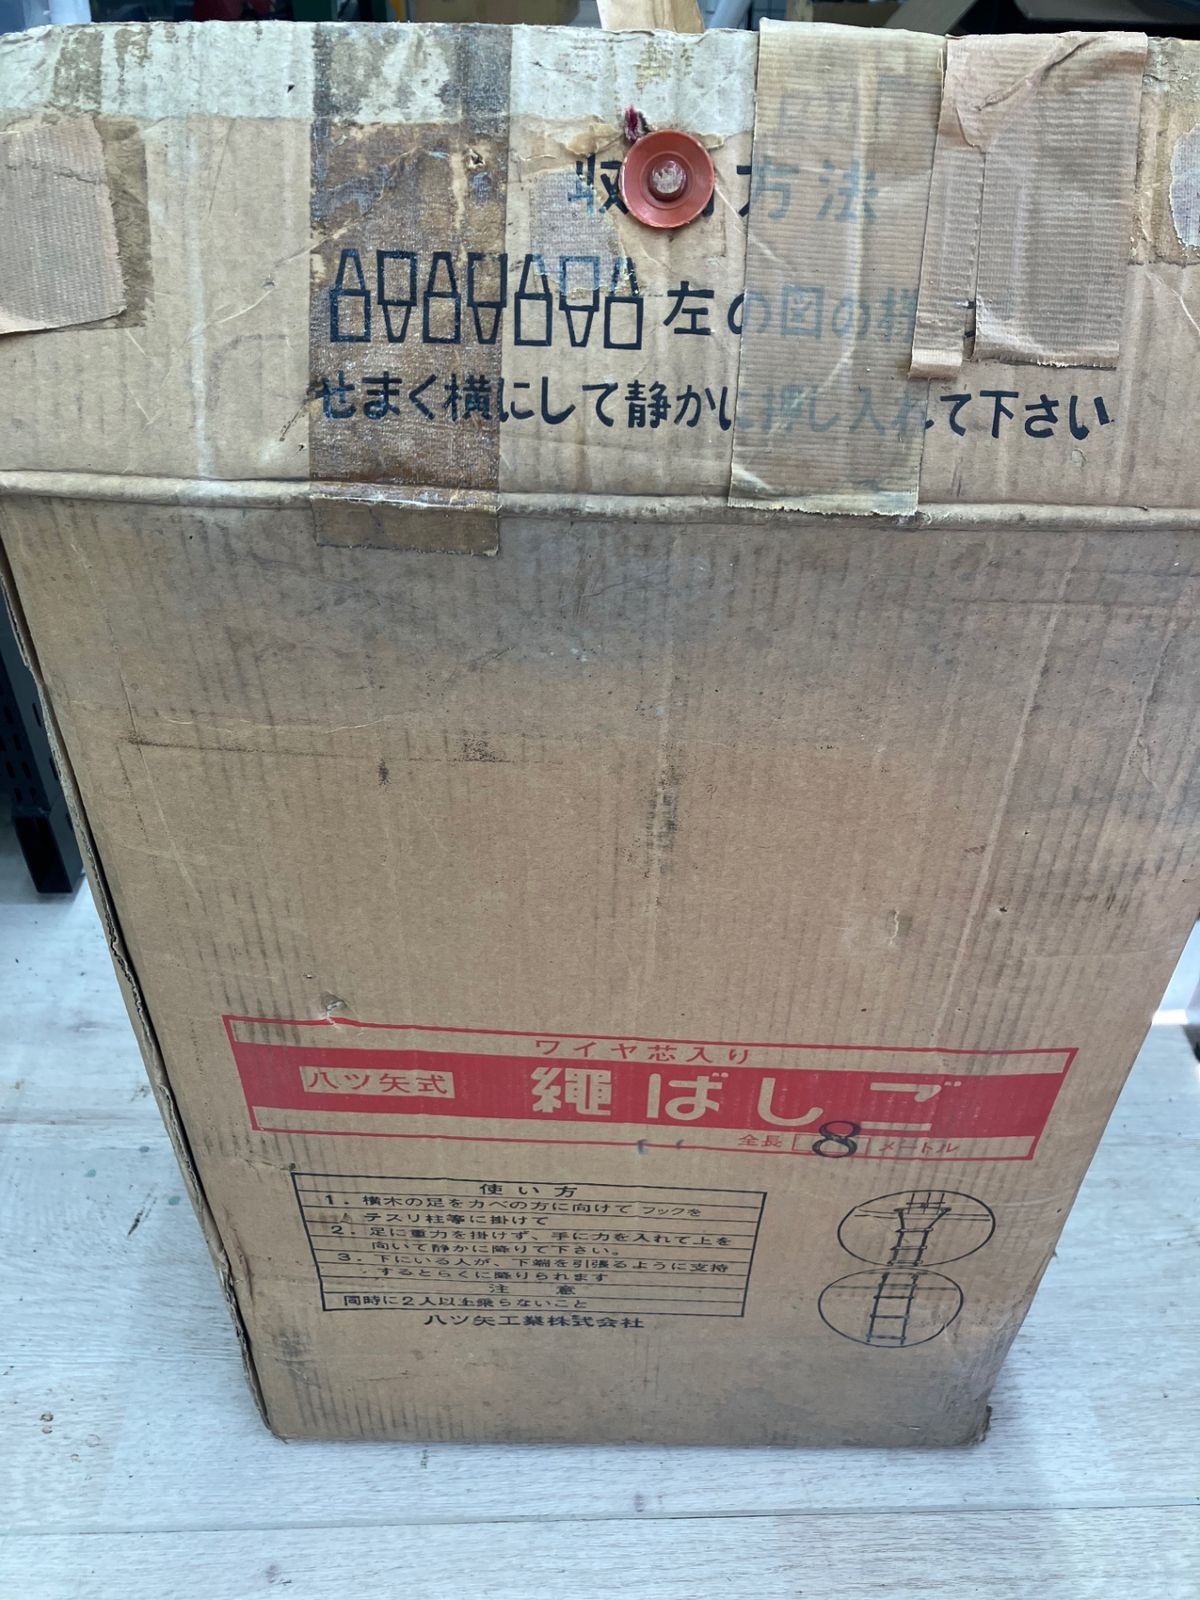 収 方法
左の図の様
せまく横にして静かに押し入れて下さい
ワイヤ芯入り
八ツ矢式 縄ばしご
全長 8 メートル
使い方
1. 横木の足をカベの方に向けて フックを
テスリ柱等に掛けて
2. 足に重力を掛けず、手に力を入れて上を
向いて静かに降りて下さい。
3. 下にいる人が、下端を引張るように支持
するとらくに降りられます
注意
同時に2人以上乗らないこと
八ツ矢工業株式会社